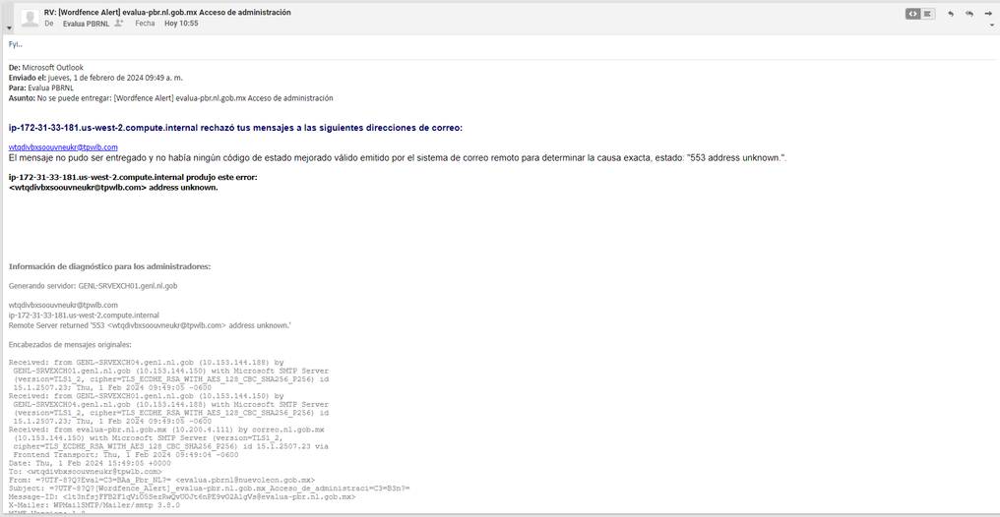 RV: [Wordfence Alert] evalua-pbr.nl.gob.mx Acceso de administración
De Evalua PBRNL Fecha Hoy 10:55
Fyi..
De: Microsoft Outlook
Enviado el: jueves, 1 de febrero de 2024 09:49 a. m.
Para: Evalua PBRNL
Asunto: No se puede entregar: [Wordfence Alert] evalua-pbr.nl.gob.mx Acceso de administración
ip-172-31-33-181.us-west-2.compute.internal rechazó tus mensajes a las siguientes direcciones de correo:
wtqdivbxsoouvneukr@tpwlb.com
El mensaje no pudo ser entregado y no había ningún código de estado mejorado válido emitido por el sistema de correo remoto para determinar la causa exacta, estado: "553 address unknown.".
ip-172-31-33-181.us-west-2.compute.internal produjo este error:
<wtqdivbxsoouvneukr@tpwlb.com> address unknown.
Información de diagnóstico para los administradores:
Generando servidor: GENL-SRVEXCH01.genl.nl.gob
wtqdivbxsoouvneukr@tpwlb.com
ip-172-31-33-181.us-west-2.compute.internal
Remote Server returned '553 <wtqdivbxsoouvneukr@tpwlb.com> address unknown.'
Encabezados de mensajes originales:
Received: from GENL-SRVEXCH04.genl.nl.gob (10.153.144.188) by
GENL-SRVEXCH01.genl.nl.gob (10.153.144.150) with Microsoft SMTP Server
(version=TLS1_2, cipher=TLS_ECDHE_RSA_WITH_AES_128_CBC_SHA256_P256) id
15.1.2507.23; Thu, 1 Feb 2024 09:49:05 -0600
Received: from GENL-SRVEXCH01.genl.nl.gob (10.153.144.150) by
GENL-SRVEXCH04.genl.nl.gob (10.153.144.188) with Microsoft SMTP Server
(version=TLS1_2, cipher=TLS_ECDHE_RSA_WITH_AES_128_CBC_SHA256_P256) id
15.1.2507.23; Thu, 1 Feb 2024 09:49:05 -0600
Received: from evalua-pbr.nl.gob.mx (10.200.4.111) by correo.nl.gob.mx
(10.153.144.150) with Microsoft SMTP Server (version=TLS1_2,
cipher=TLS_ECDHE_RSA_WITH_AES_128_CBC_SHA256_P256) id 15.1.2507.23 via
Frontend Transport; Thu, 1 Feb 2024 09:49:04 -0600
Date: Thu, 1 Feb 2024 15:49:05 +0000
To: <wtqdivbxsoouvneukr@tpwlb.com>
From: =?UTF-8?Q?Eval=C3=BAa_Pbr_NL?= <evalua.pbrnl@nuevoleon.gob.mx>
Subject: =?UTF-8?Q?[Wordfence_Alert]_evalua-pbr.nl.gob.mx_Acceso_de_administraci=C3=B3n?=
Message-ID: <lt3nfsjFFB2F1qViO5SezRwQvUOJt6nPE9vO2AlgVs@evalua-pbr.nl.gob.mx>
X-Mailer: WPMailSMTP/Mailer/smtp 3.8.0
MIME-Version: 1.0